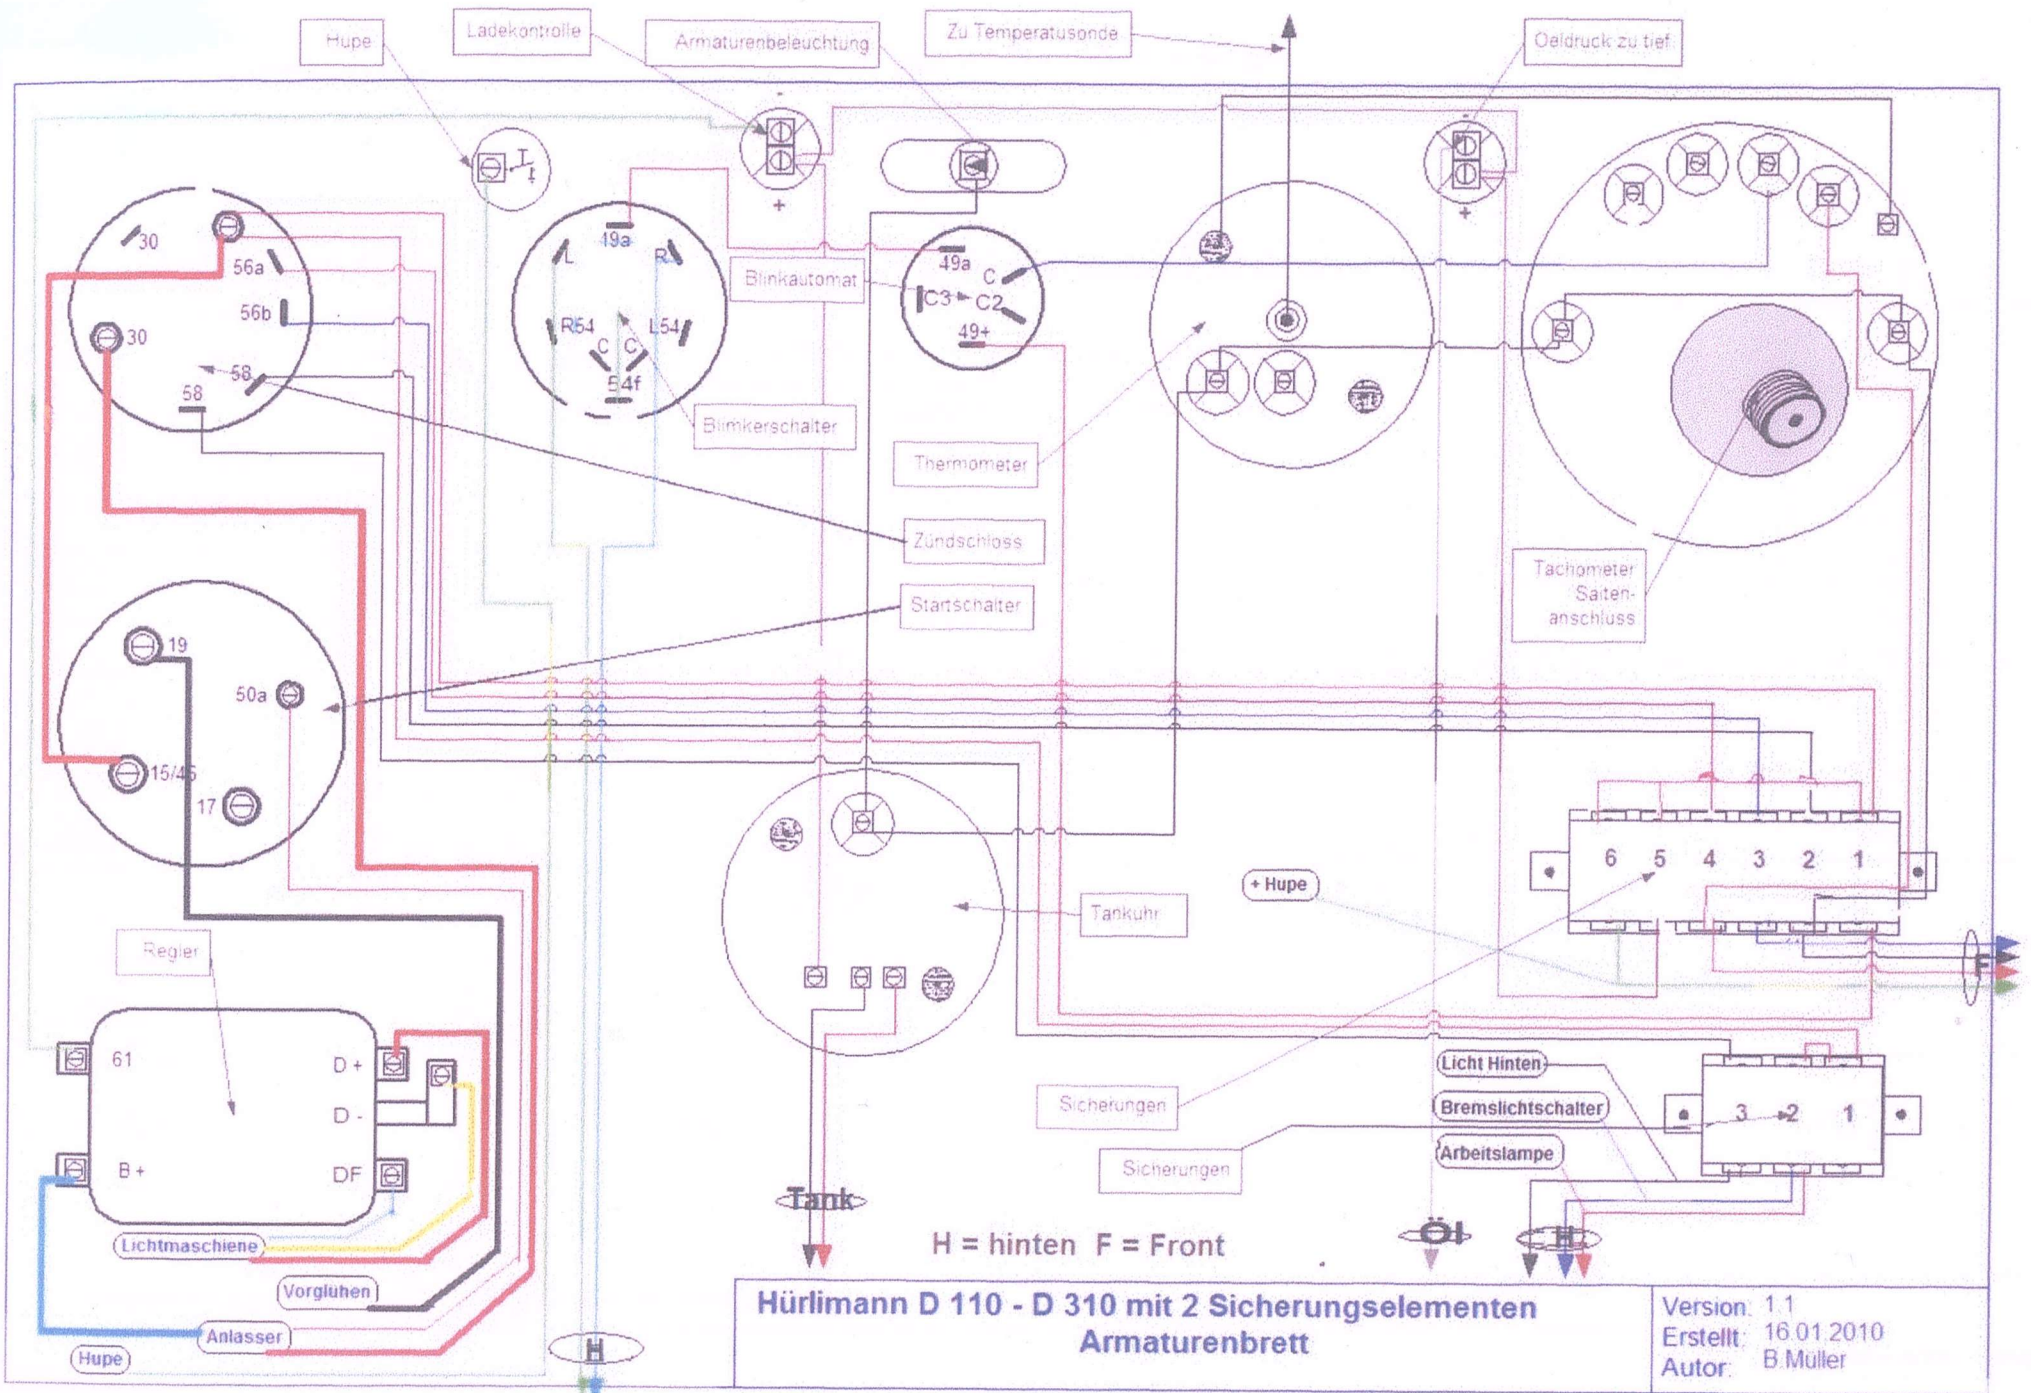 Hupe
Ladekontrolle
Armaturenbeleuchtung
Zu Temperatusonde
Oeldruck zu tief
-
+
-
+
30
56a
56b
30
58
58
49a
L
R
R54
L54
C
C
54f
Blinkautomat
49a
C
C3
C2
49+
Blimkerschalter
Thermometer
Zündschloss
Startschalter
Tachometer
Saiten-
anschluss
19
50a
15/45
17
6 5 4 3 2 1
+ Hupe
Tankuhr
F
Regler
61
D +
D -
B +
DF
Licht Hinten
Bremslichtschalter
Arbeitslampe
3 2 1
Sicherungen
Sicherungen
Tank
Öl
H
Lichtmaschiene
Vorglühen
Anlasser
Hupe
H
H = hinten F = Front
Hürlimann D 110 - D 310 mit 2 Sicherungselementen
Armaturenbrett
Version: 1.1
Erstellt: 16.01.2010
Autor: B.Müller